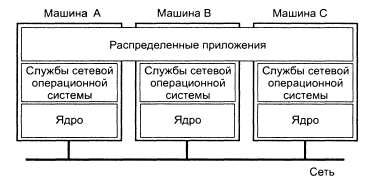 Машина А
Машина В
Машина С
Распределенные приложения
Службы сетевой
операционной
системы
Службы сетевой
операционной
системы
Службы сетевой
операционной
системы
Ядро
Ядро
Ядро
Сеть